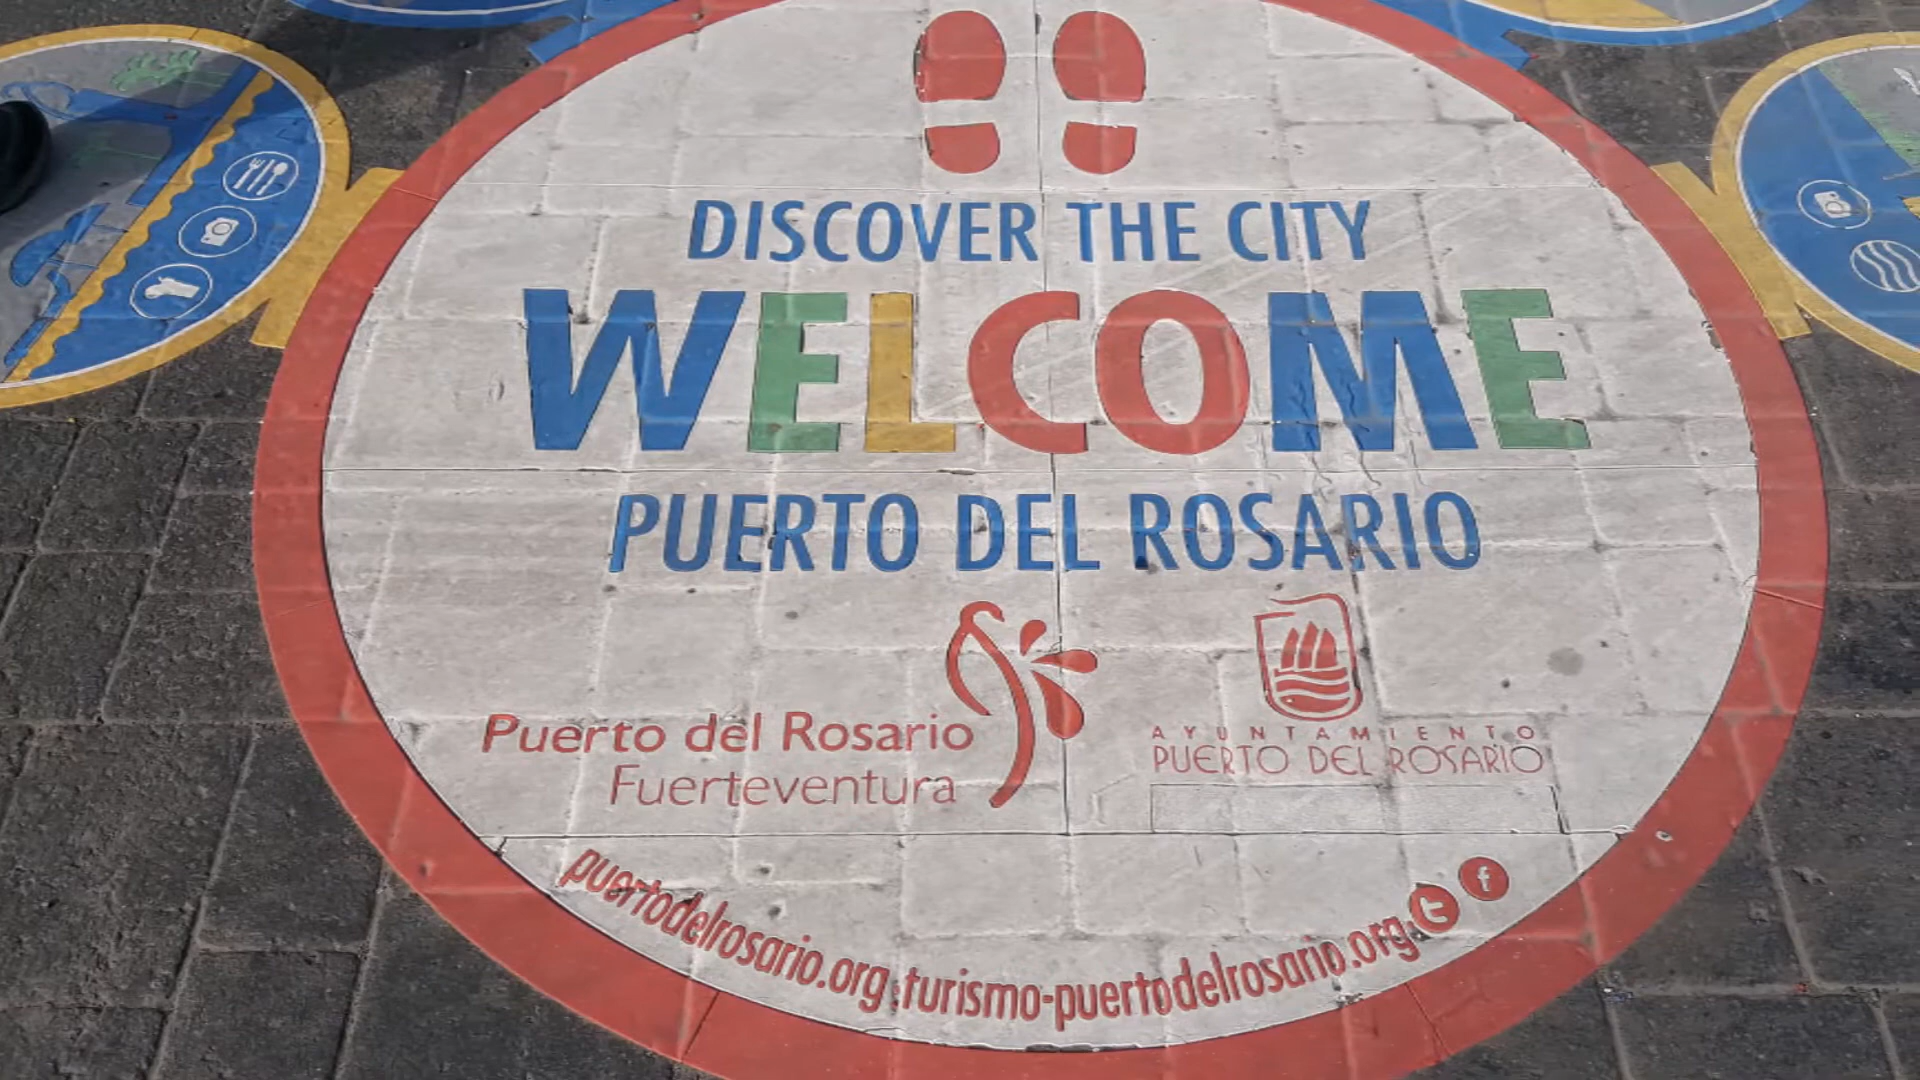 DISCOVER THE CITY
WELCOME
PUERTO DEL ROSARIO
Puerto del Rosario
Fuerteventura
AYUNTAMIENTO
PUERTO DEL ROSARIO
puertodelrosario.org turismo-puertodelrosario.org